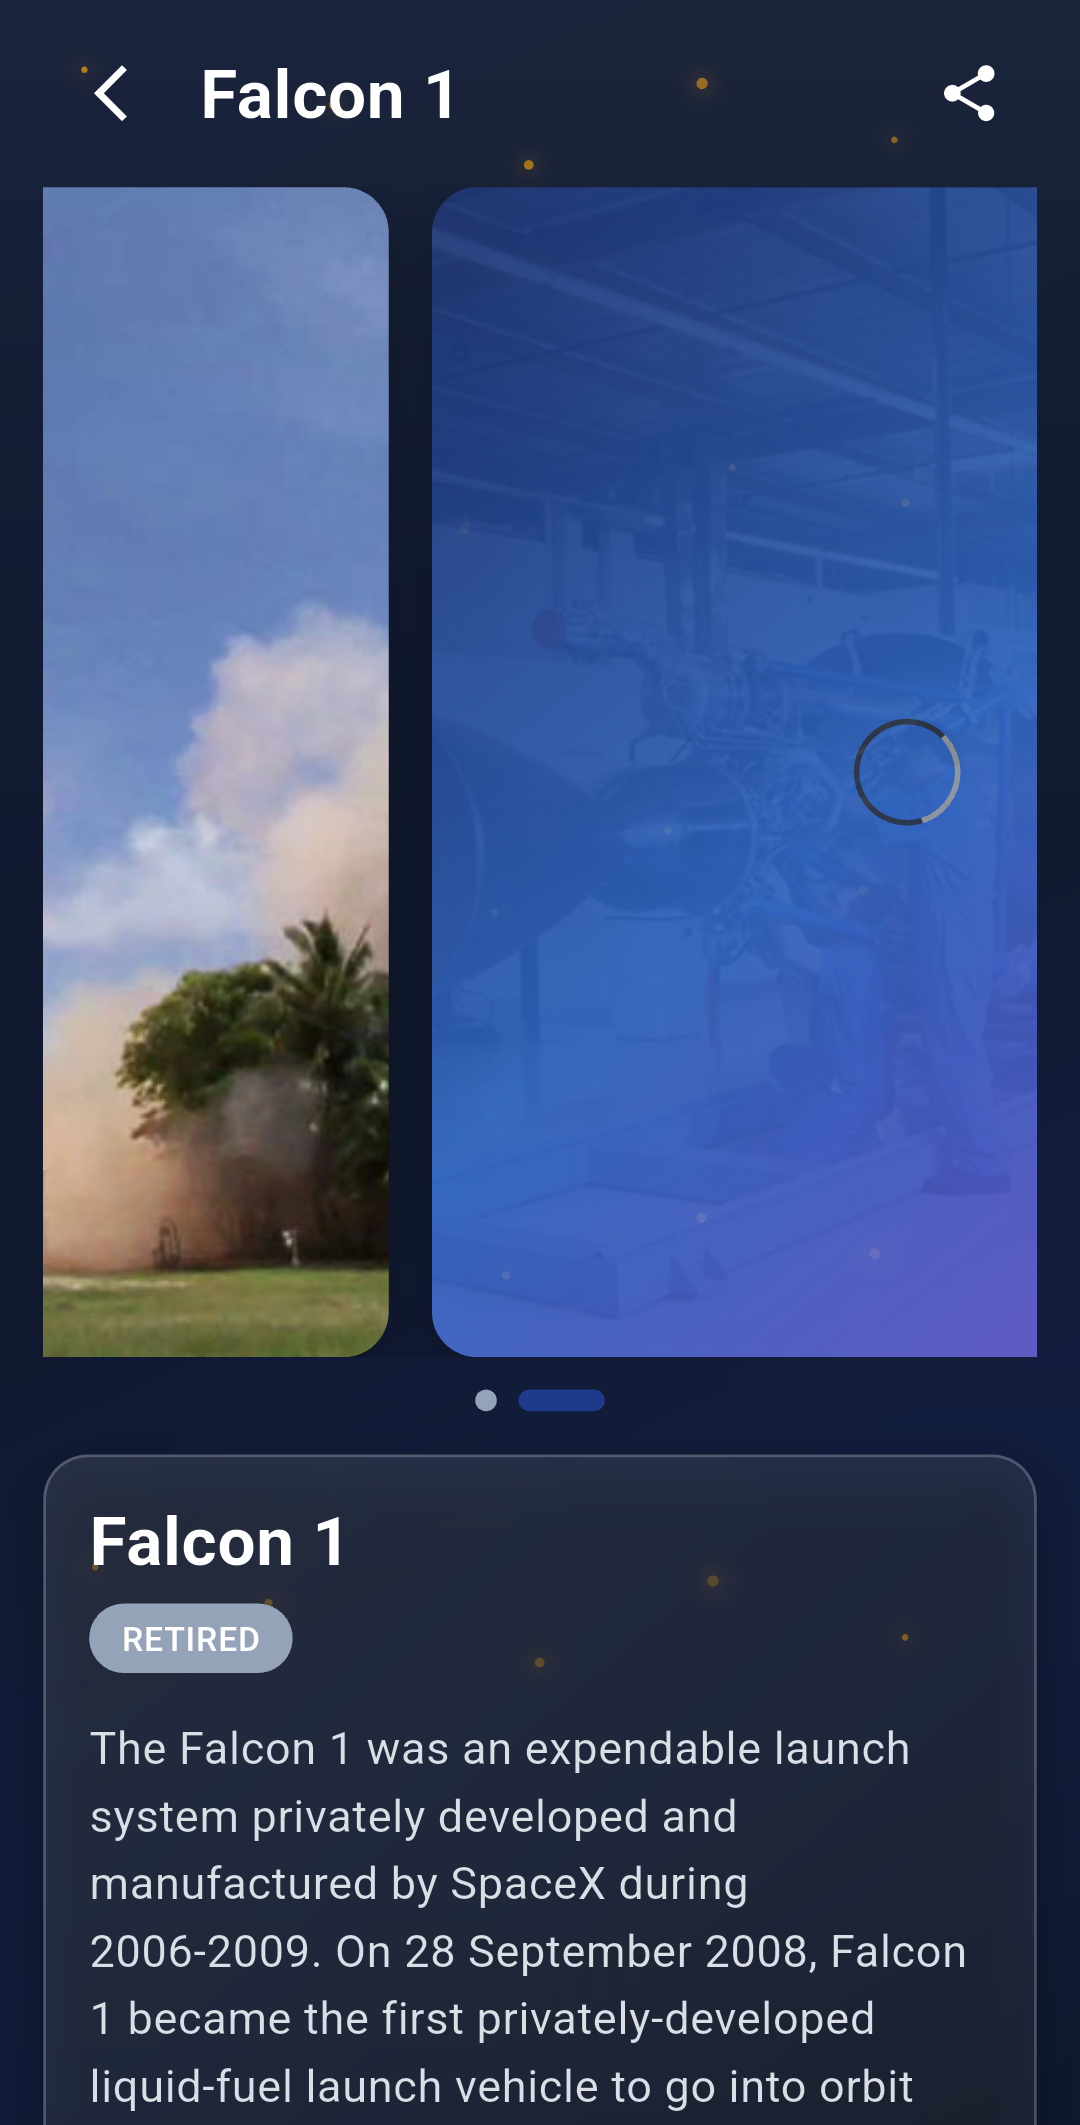 Falcon 1
Falcon 1
RETIRED
The Falcon 1 was an expendable launch
system privately developed and
manufactured by SpaceX during
2006-2009. On 28 September 2008, Falcon
1 became the first privately-developed
liquid-fuel launch vehicle to go into orbit